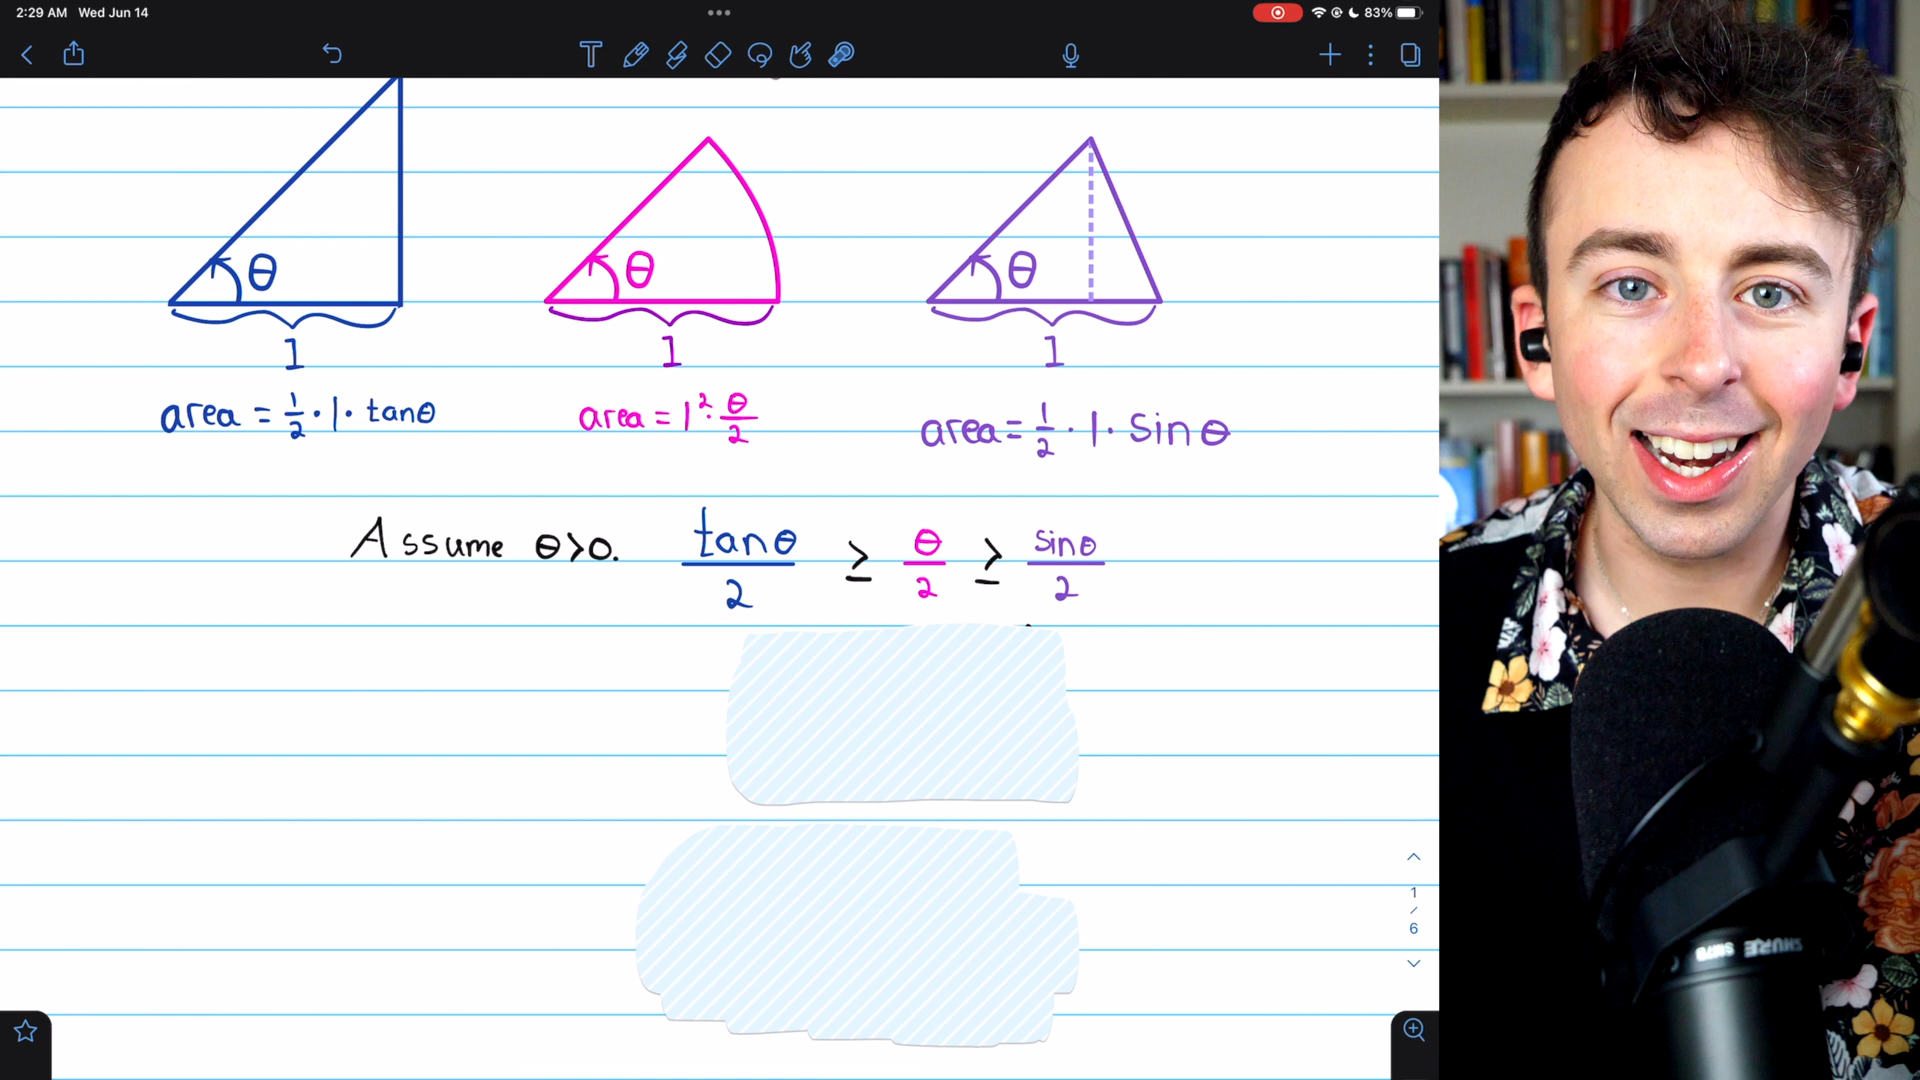 2:29 AM Wed Jun 14
83%
T
θ
θ
θ
1
1
1
area = 1/2 · 1 · tanθ
area = 1² · θ/2
area = 1/2 · 1 · sin θ
Assume θ>0. tanθ/2 ≥ θ/2 ≥ sinθ/2
1
/
6
SHURE